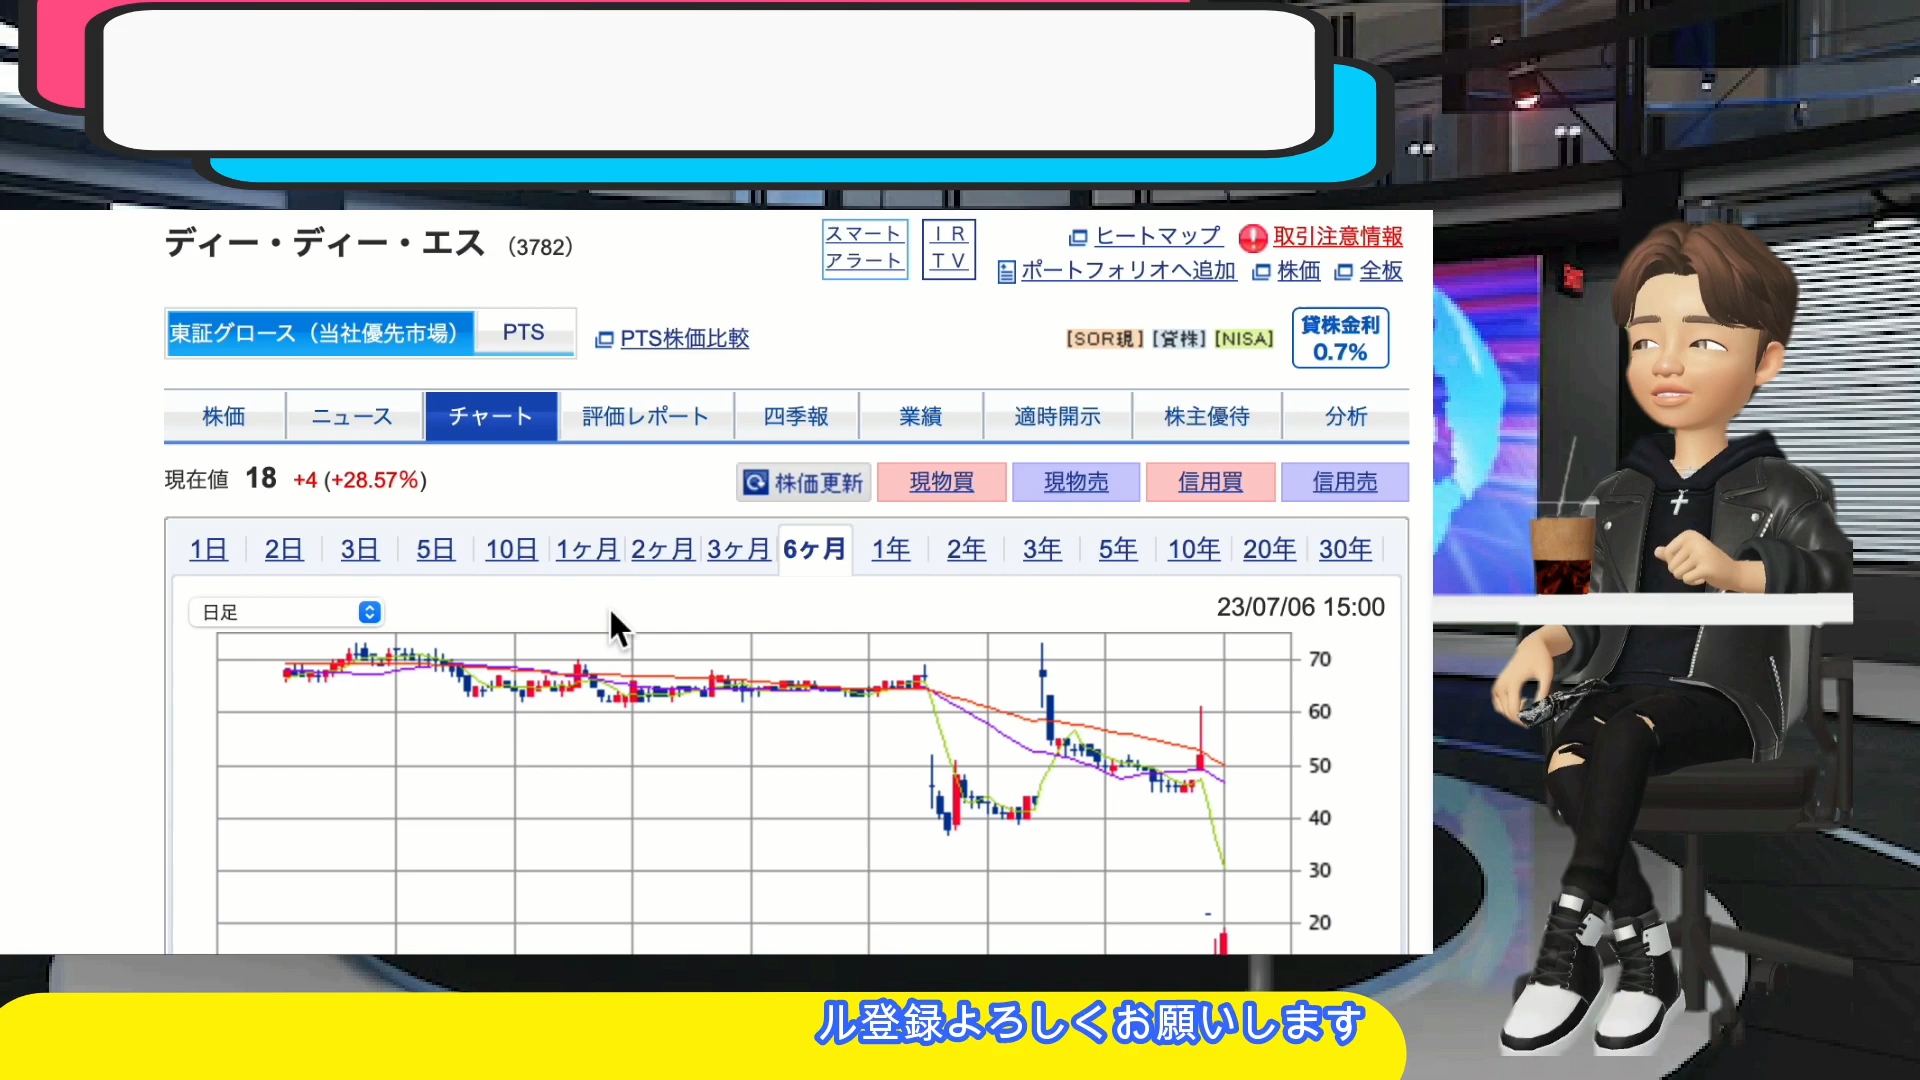 ディー・ディー・エス (3782)
スマート
アラート
IR
TV
ヒートマップ
取引注意情報
ポートフォリオへ追加
株価
全板
東証グロース（当社優先市場）
PTS
PTS株価比較
[SOR現] [貸株] [NISA]
貸株金利
0.7%
株価
ニュース
チャート
評価レポート
四季報
業績
適時開示
株主優待
分析
現在値 18 +4 (+28.57%)
株価更新
現物買
現物売
信用買
信用売
1日
2日
3日
5日
10日
1ヶ月
2ヶ月
3ヶ月
6ヶ月
1年
2年
3年
5年
10年
20年
30年
日足
23/07/06 15:00
70
60
50
40
30
20
ル登録よろしくお願いします